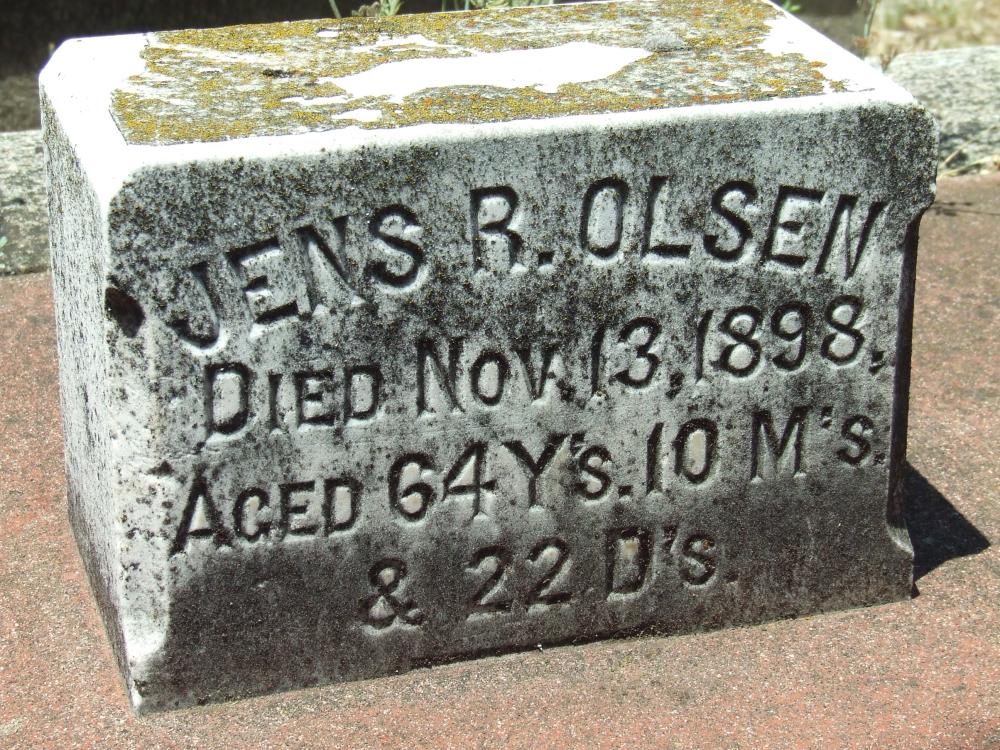 JENS R. OLSEN
DIED NOV. 13, 1898.
AGED 64 Y'S. 10 M'S.
& 22 D'S.